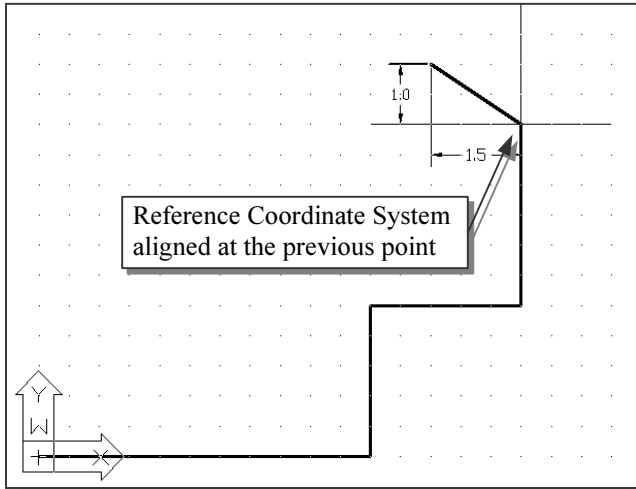 1.0
1.5
Reference Coordinate System
aligned at the previous point
Y
W
X